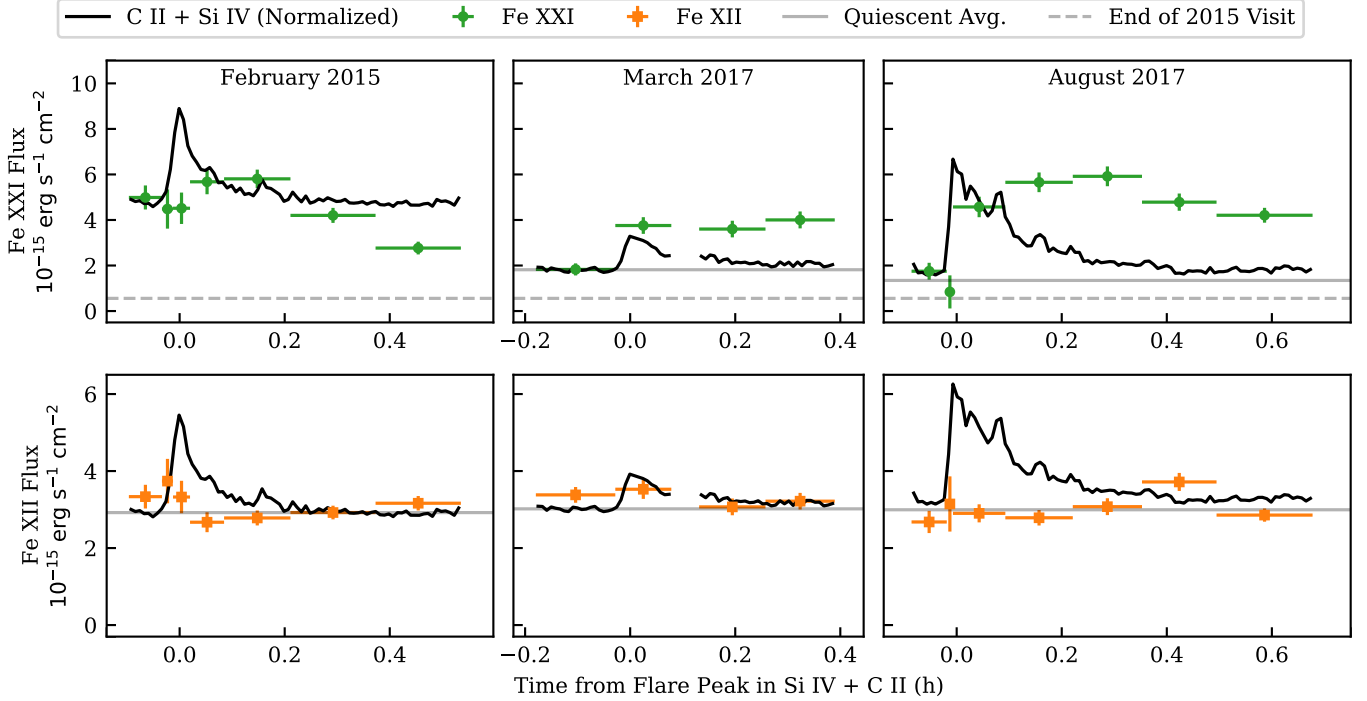 C II + Si IV (Normalized) Fe XXI Fe XII Quiescent Avg. End of 2015 Visit
February 2015 March 2017 August 2017
Fe XXI Flux
10⁻¹⁵ erg s⁻¹ cm⁻²
10
8
6
4
2
0
0.0 0.2 0.4 −0.2 0.0 0.2 0.4 0.0 0.2 0.4 0.6
Fe XII Flux
10⁻¹⁵ erg s⁻¹ cm⁻²
6
4
2
0
0.0 0.2 0.4 −0.2 0.0 0.2 0.4 0.0 0.2 0.4 0.6
Time from Flare Peak in Si IV + C II (h)